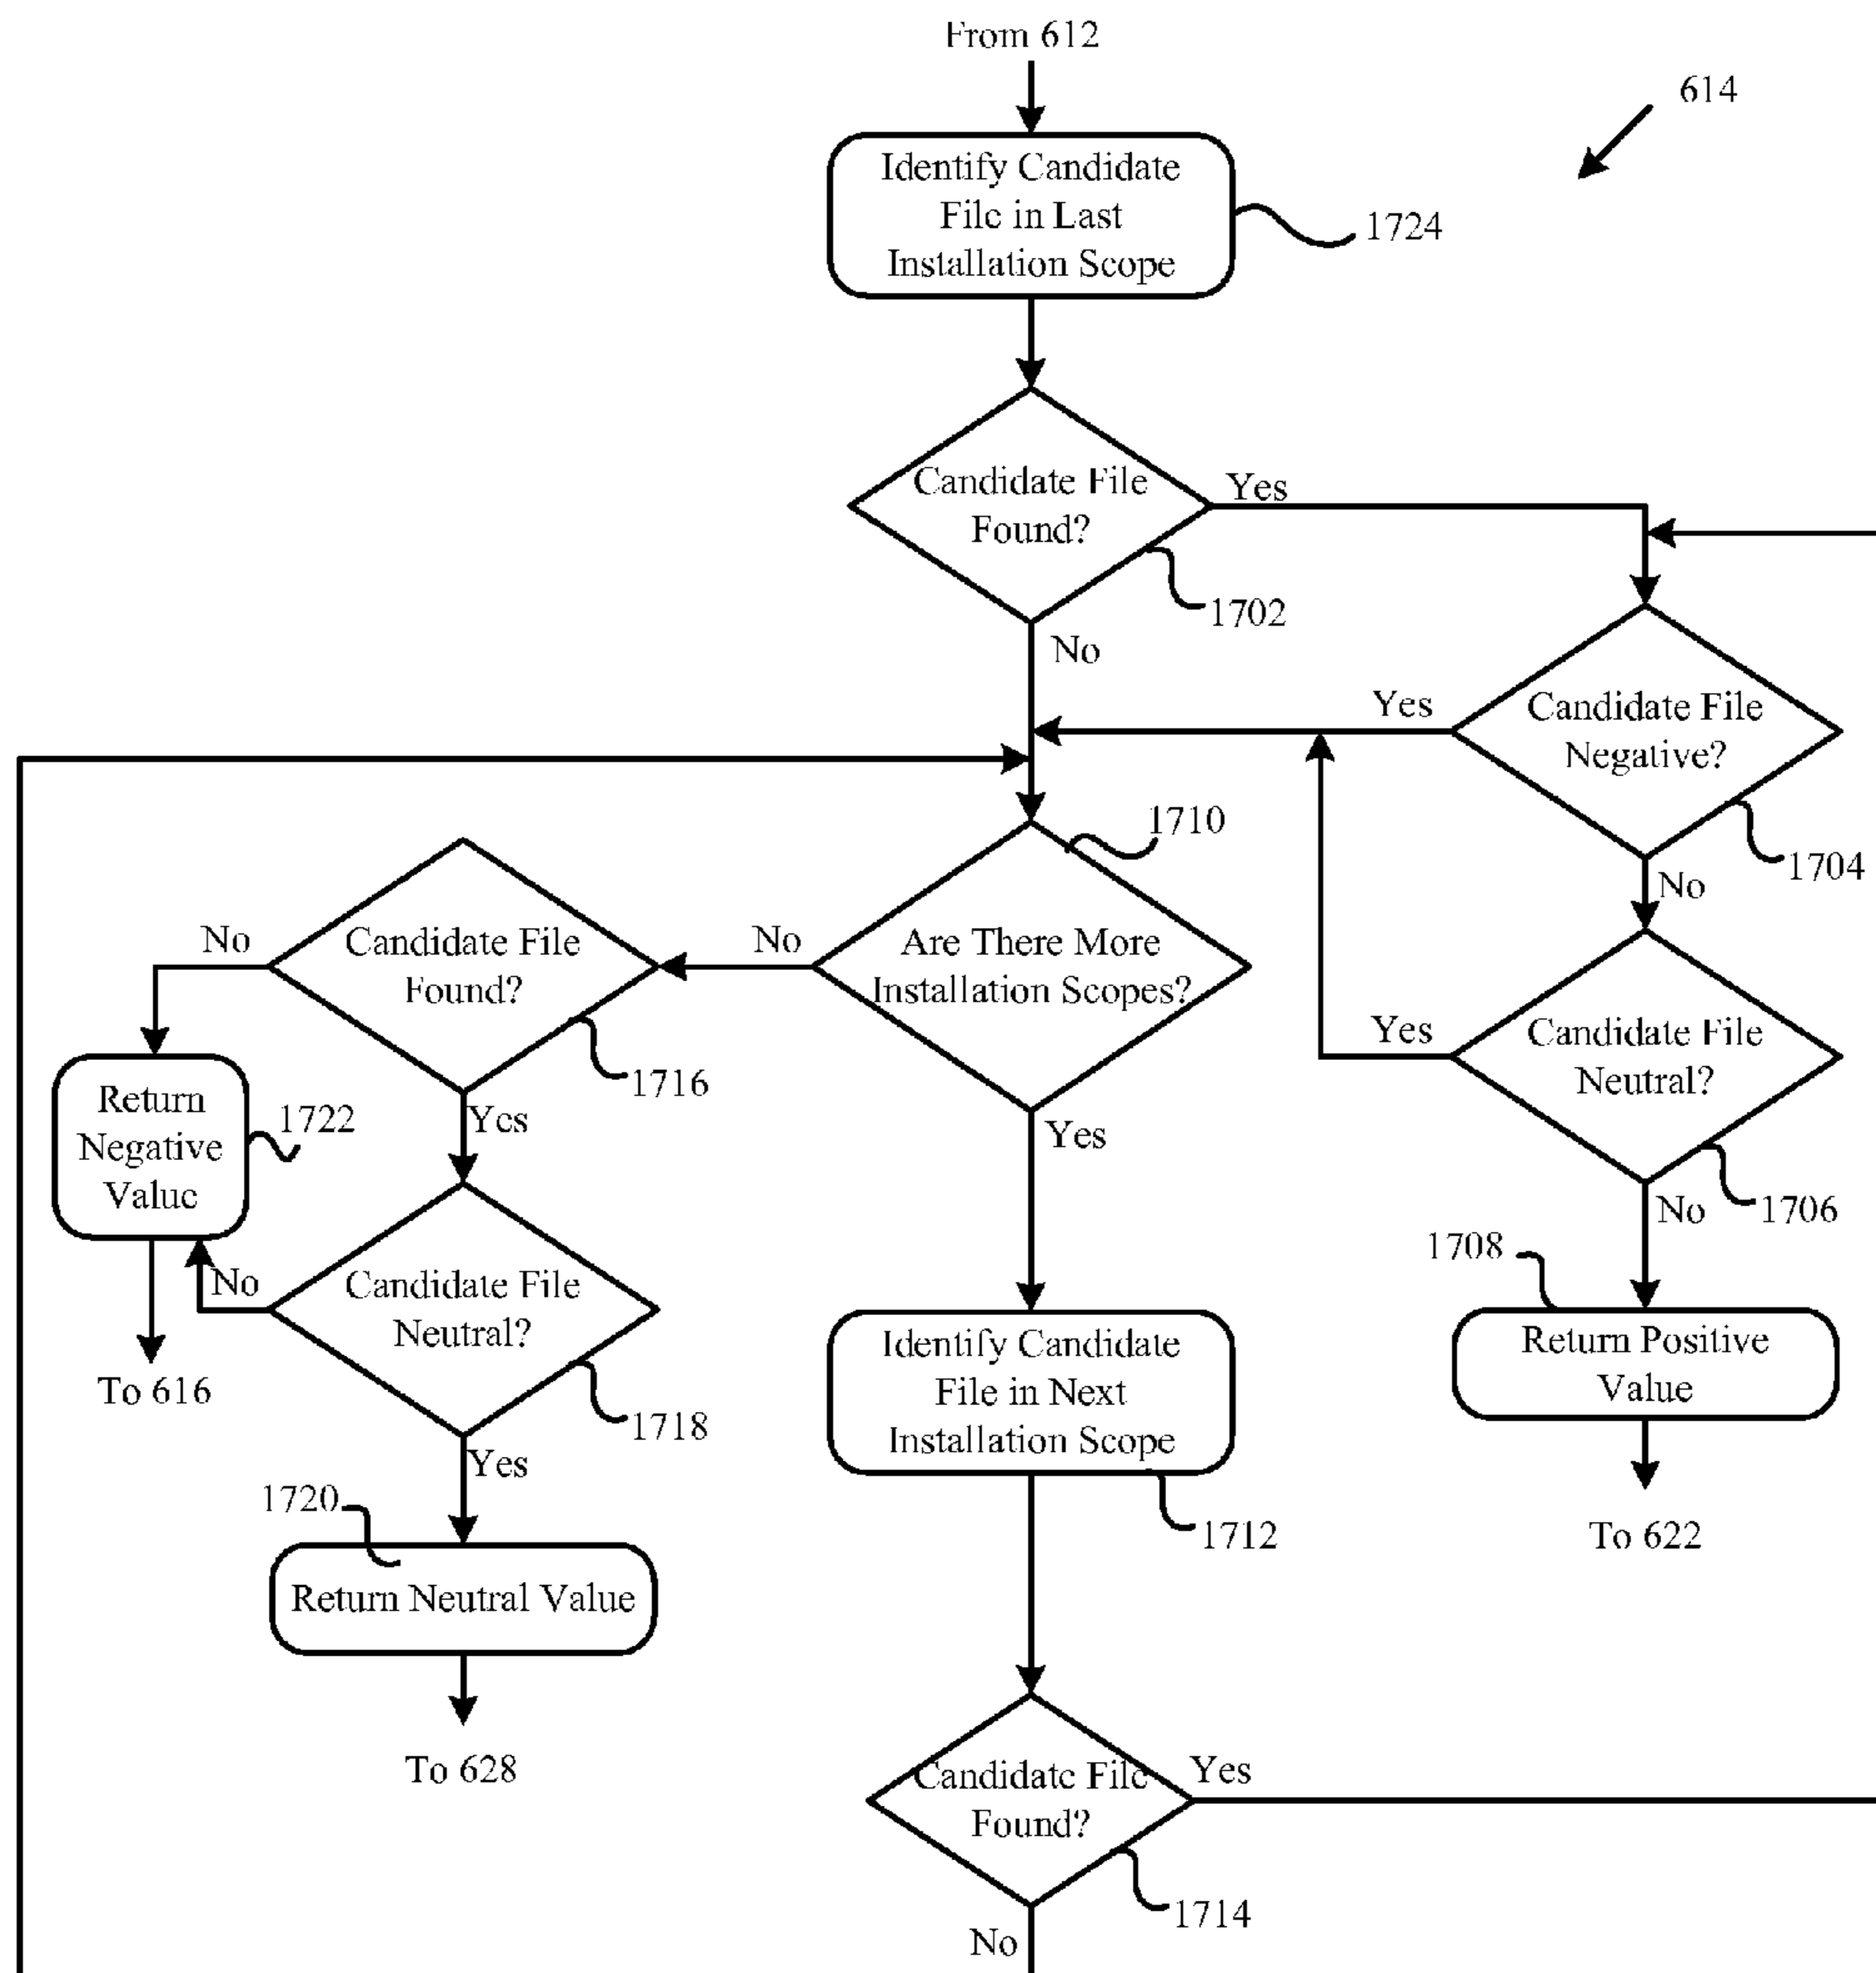 From 612
614
Identify Candidate
File in Last
Installation Scope
1724
Candidate File
Found?
Yes
1702
No
Yes
Candidate File
Negative?
1704
No
1710
No
Candidate File
Found?
No
Are There More
Installation Scopes?
Yes
Candidate File
Neutral?
1716
Yes
Yes
Return
Negative
Value
1722
1706
No
1708
No
Candidate File
Neutral?
To 616
Identify Candidate
File in Next
Installation Scope
Return Positive
Value
1718
Yes
1720
1712
To 622
Return Neutral Value
To 628
Candidate File
Found?
Yes
1714
No